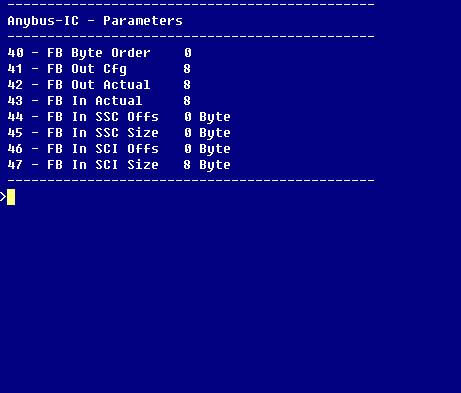 ----------------------------------------------
Anybus-IC - Parameters
----------------------------------------------
40 - FB Byte Order    0
41 - FB Out Cfg       8
42 - FB Out Actual    8
43 - FB In Actual     8
44 - FB In SSC Offs   0 Byte
45 - FB In SSC Size   0 Byte
46 - FB In SCI Offs   0 Byte
47 - FB In SCI Size   8 Byte
----------------------------------------------
>